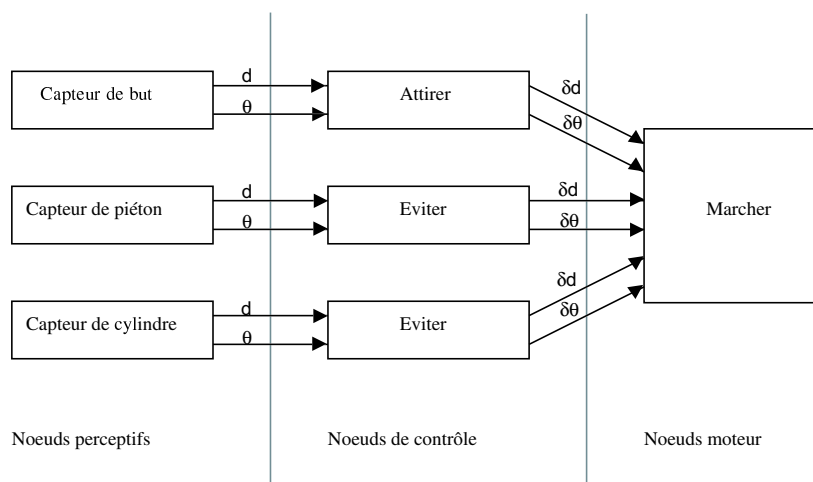 d
Capteur de but
Attirer
δd
θ
δθ
d
δd
Capteur de piéton
Eviter
Marcher
θ
δθ
δd
d
Capteur de cylindre
Eviter
δθ
θ
Noeuds perceptifs
Noeuds de contrôle
Noeuds moteur